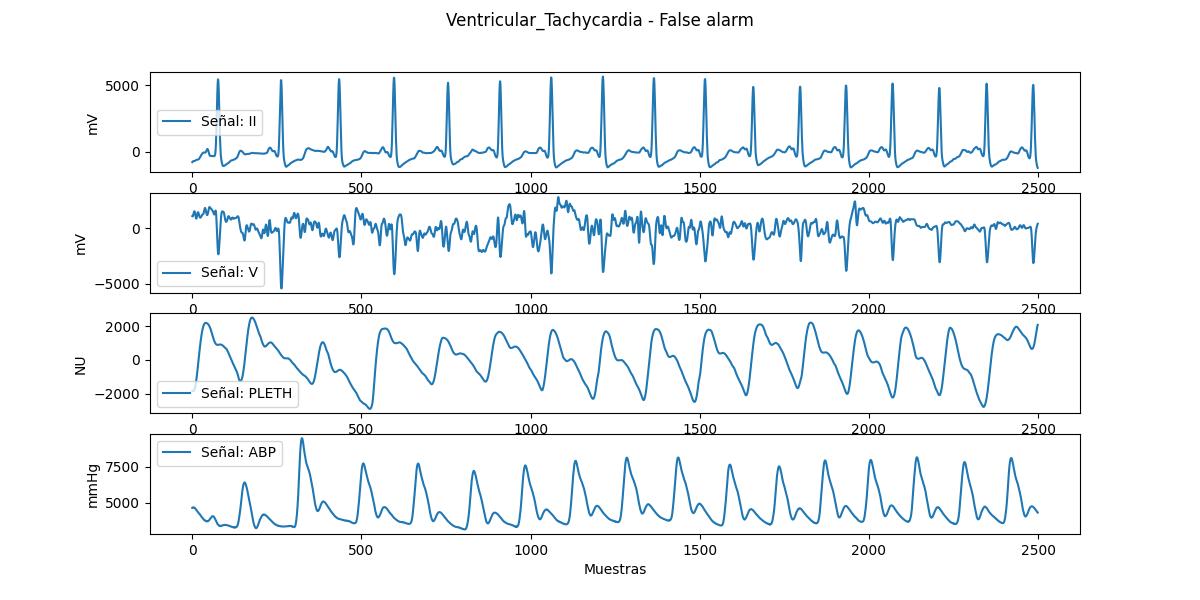 Ventricular_Tachycardia - False alarm
5000
0
mV
Señal: II
0 500 1000 1500 2000 2500
0
−5000
mV
Señal: V
0 500 1000 1500 2000 2500
2000
0
−2000
NU
Señal: PLETH
0 500 1000 1500 2000 2500
7500
5000
mmHg
Señal: ABP
0 500 1000 1500 2000 2500
Muestras